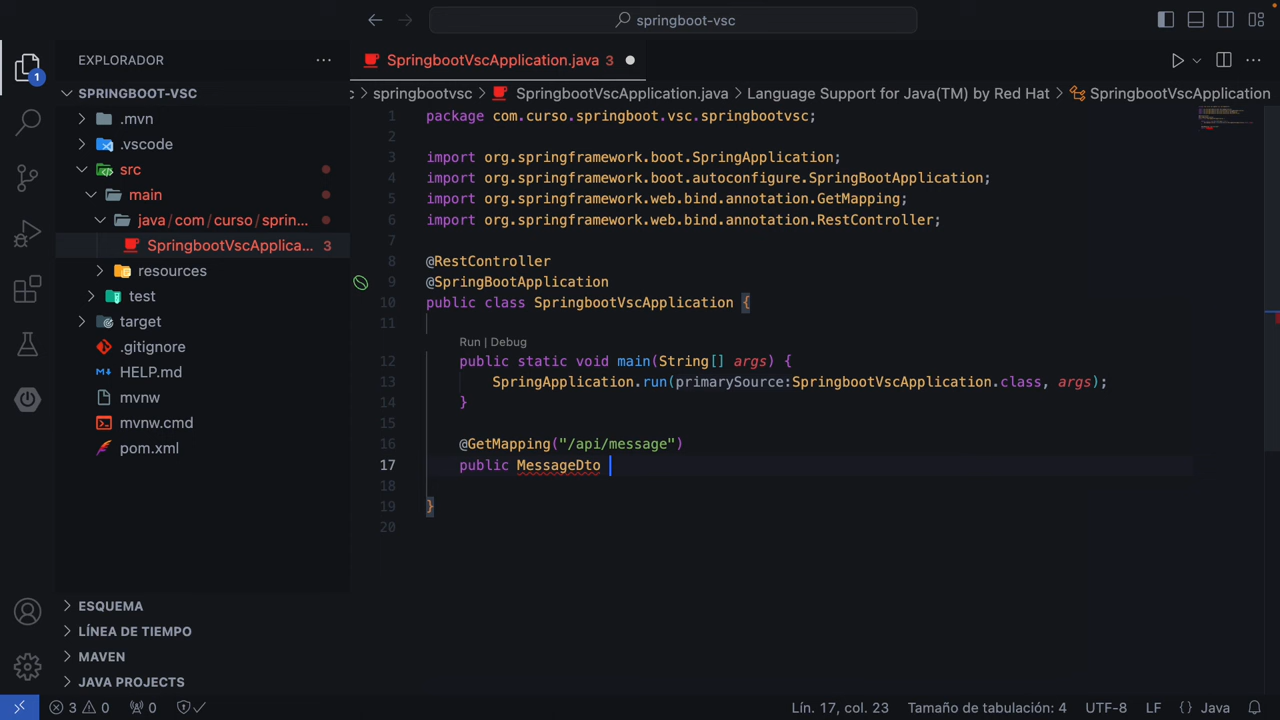 springboot-vsc
EXPLORADOR
SpringbootVscApplication.java 3
1
SPRINGBOOT-VSC
.mvn
.vscode
src
main
java/com/curso/sprin...
SpringbootVscApplica... 3
resources
test
target
.gitignore
HELP.md
mvnw
mvnw.cmd
pom.xml
ESQUEMA
LÍNEA DE TIEMPO
MAVEN
JAVA PROJECTS
c > springbootvsc > SpringbootVscApplication.java > Language Support for Java(TM) by Red Hat > SpringbootVscApplication
1 package com.curso.springboot.vsc.springbootvsc;
2
3 import org.springframework.boot.SpringApplication;
4 import org.springframework.boot.autoconfigure.SpringBootApplication;
5 import org.springframework.web.bind.annotation.GetMapping;
6 import org.springframework.web.bind.annotation.RestController;
7
8 @RestController
9 @SpringBootApplication
10 public class SpringbootVscApplication {
11
Run | Debug
12 public static void main(String[] args) {
13 SpringApplication.run(primarySource:SpringbootVscApplication.class, args);
14 }
15
16 @GetMapping("/api/message")
17 public MessageDto
18
19 }
20
3 0 0 Lín. 17, col. 23 Tamaño de tabulación: 4 UTF-8 LF {} Java